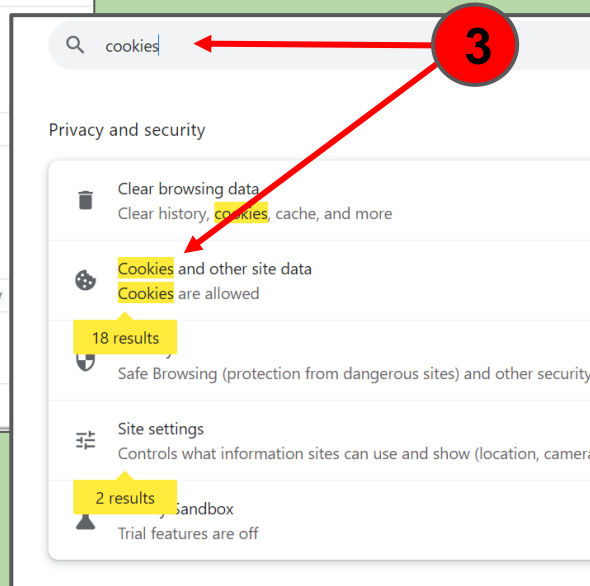 cookies
3
Privacy and security
Clear browsing data
Clear history, cookies, cache, and more
Cookies and other site data
Cookies are allowed
18 results
Safe Browsing (protection from dangerous sites) and other security
Site settings
Controls what information sites can use and show (location, camera
2 results
Sandbox
Trial features are off